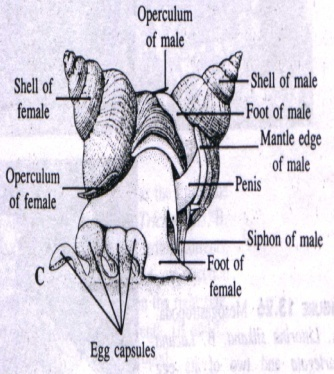 Operculum
of male
Shell of
female
Shell of male
Foot of male
Mantle edge
of male
Operculum
of female
Penis
Siphon of male
C
Foot of
female
Egg capsules